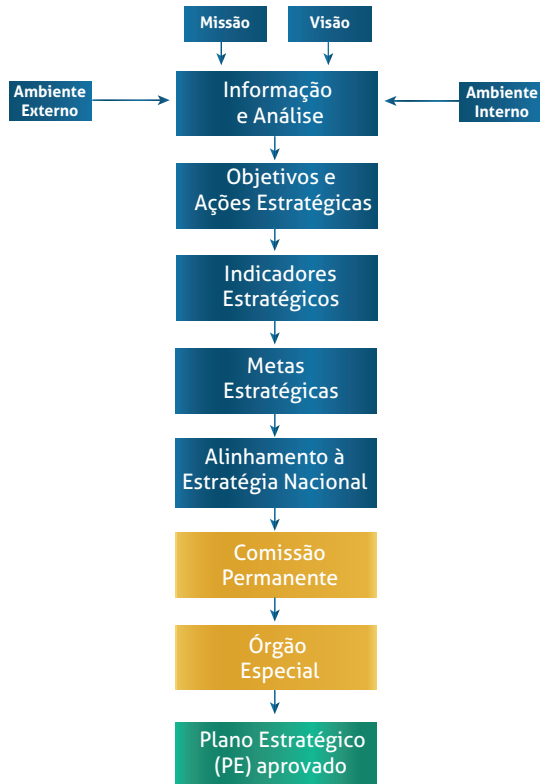 Missão
Visão
Ambiente
Externo
Informação
e Análise
Ambiente
Interno
Objetivos e
Ações Estratégicas
Indicadores
Estratégicos
Metas
Estratégicas
Alinhamento à
Estratégia Nacional
Comissão
Permanente
Órgão
Especial
Plano Estratégico
(PE) aprovado